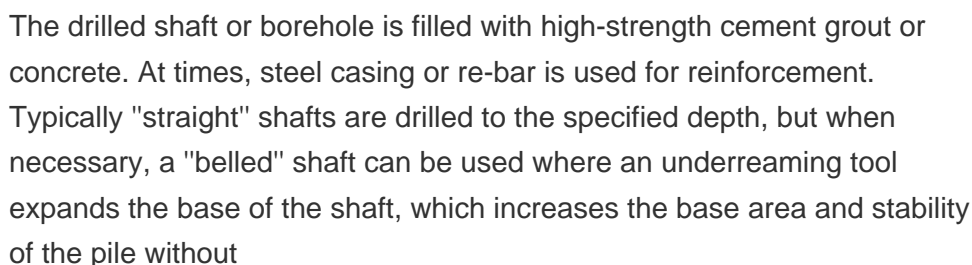 The drilled shaft or borehole is filled with high-strength cement grout or
concrete. At times, steel casing or re-bar is used for reinforcement.
Typically "straight" shafts are drilled to the specified depth, but when
necessary, a "belled" shaft can be used where an underreaming tool
expands the base of the shaft, which increases the base area and stability
of the pile without